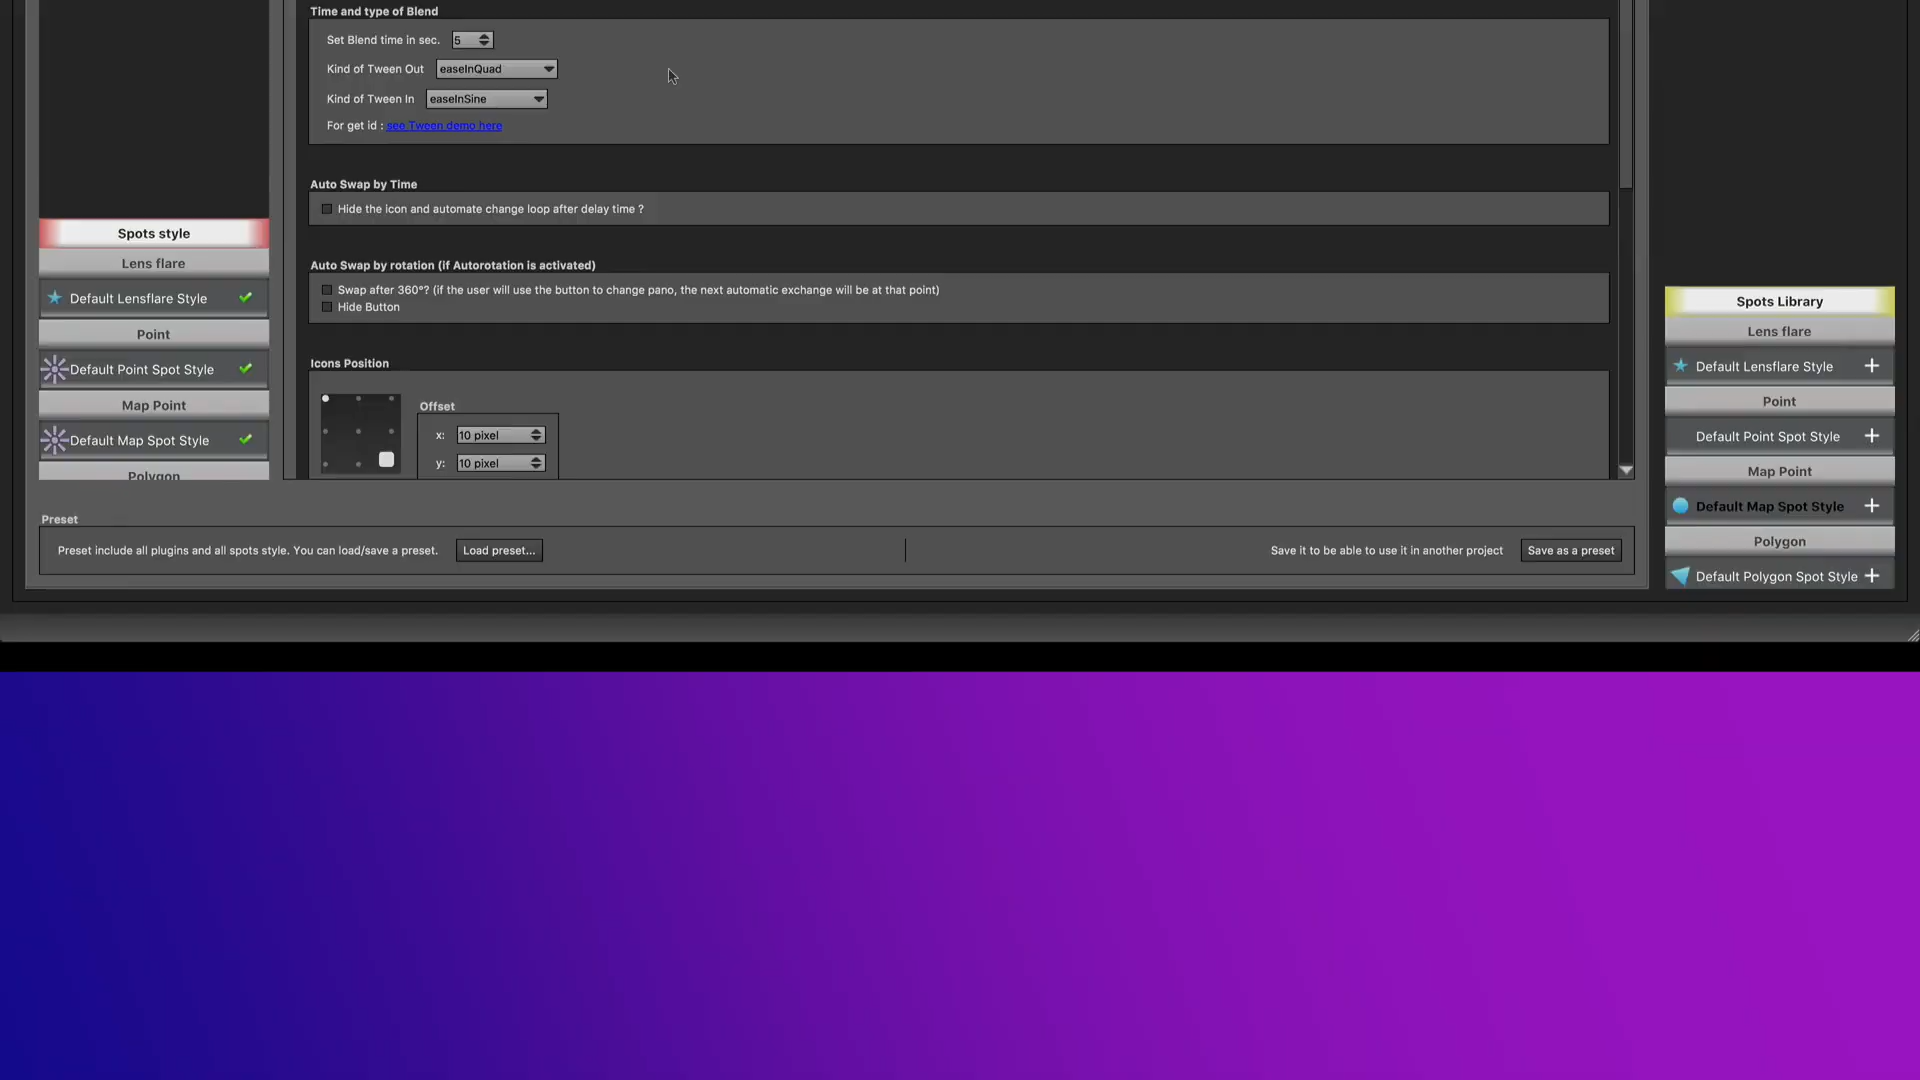 Time and type of Blend
Set Blend time in sec. 5
Kind of Tween Out easeInQuad
Kind of Tween In easeInSine
For get id : see Tween demo here
Auto Swap by Time
Hide the icon and automate change loop after delay time ?
Auto Swap by rotation (if Autorotation is activated)
Swap after 360°? (if the user will use the button to change pano, the next automatic exchange will be at that point)
Hide Button
Icons Position
Offset
x: 10 pixel
y: 10 pixel
Spots style
Lens flare
Default Lensflare Style
Point
Default Point Spot Style
Map Point
Default Map Spot Style
Polygon
Spots Library
Lens flare
Default Lensflare Style
Point
Default Point Spot Style
Map Point
Default Map Spot Style
Polygon
Default Polygon Spot Style
Preset
Preset include all plugins and all spots style. You can load/save a preset. Load preset... Save it to be able to use it in another project Save as a preset